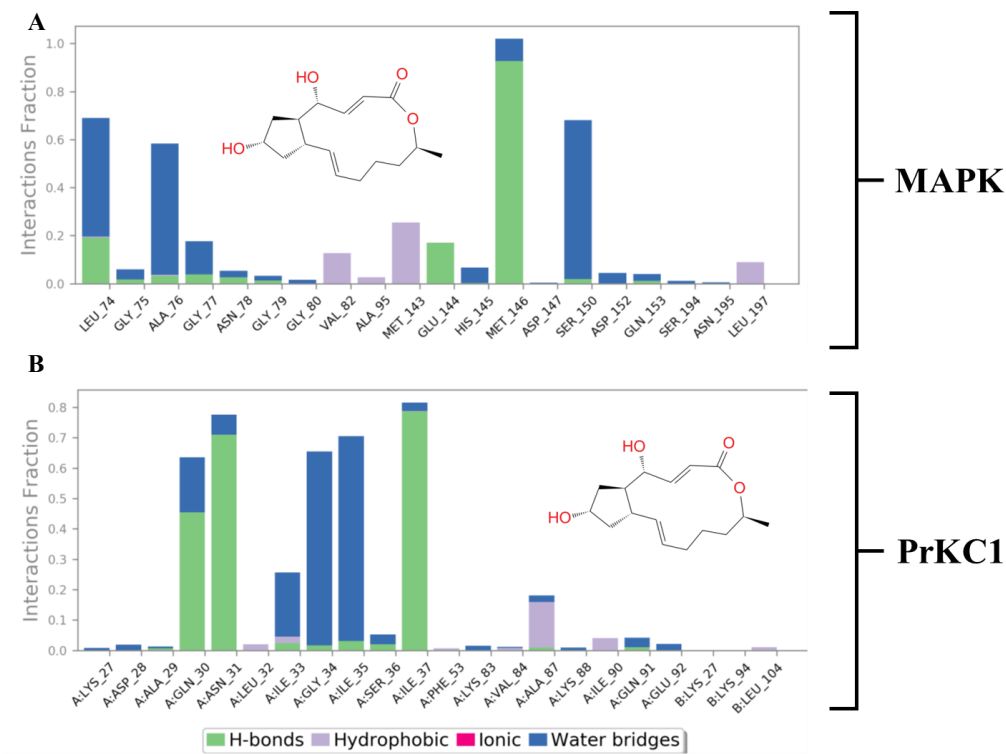 A
Interactions Fraction
1.0
0.8
0.6
0.4
0.2
0.0
HO
O
O
HO
LEU_74
GLY_75
ALA_76
GLY_77
ASN_78
GLY_79
GLY_80
VAL_82
ALA_95
MET_143
GLU_144
HIS_145
MET_146
ASP_147
SER_150
ASP_152
GLN_153
SER_194
ASN_195
LEU_197
MAPK
B
Interactions Fraction
0.8
0.7
0.6
0.5
0.4
0.3
0.2
0.1
0.0
HO
O
O
HO
A:LYS_27
A:ASP_28
A:ALA_29
A:GLN_30
A:ASN_31
A:LEU_32
A:ILE_33
A:GLY_34
A:ILE_35
A:SER_36
A:ILE_37
A:PHE_53
A:LYS_83
A:VAL_84
A:ALA_87
A:LYS_88
A:ILE_90
A:GLN_91
A:GLU_92
B:LYS_27
B:LYS_94
B:LEU_104
PrKC1
H-bonds Hydrophobic Ionic Water bridges